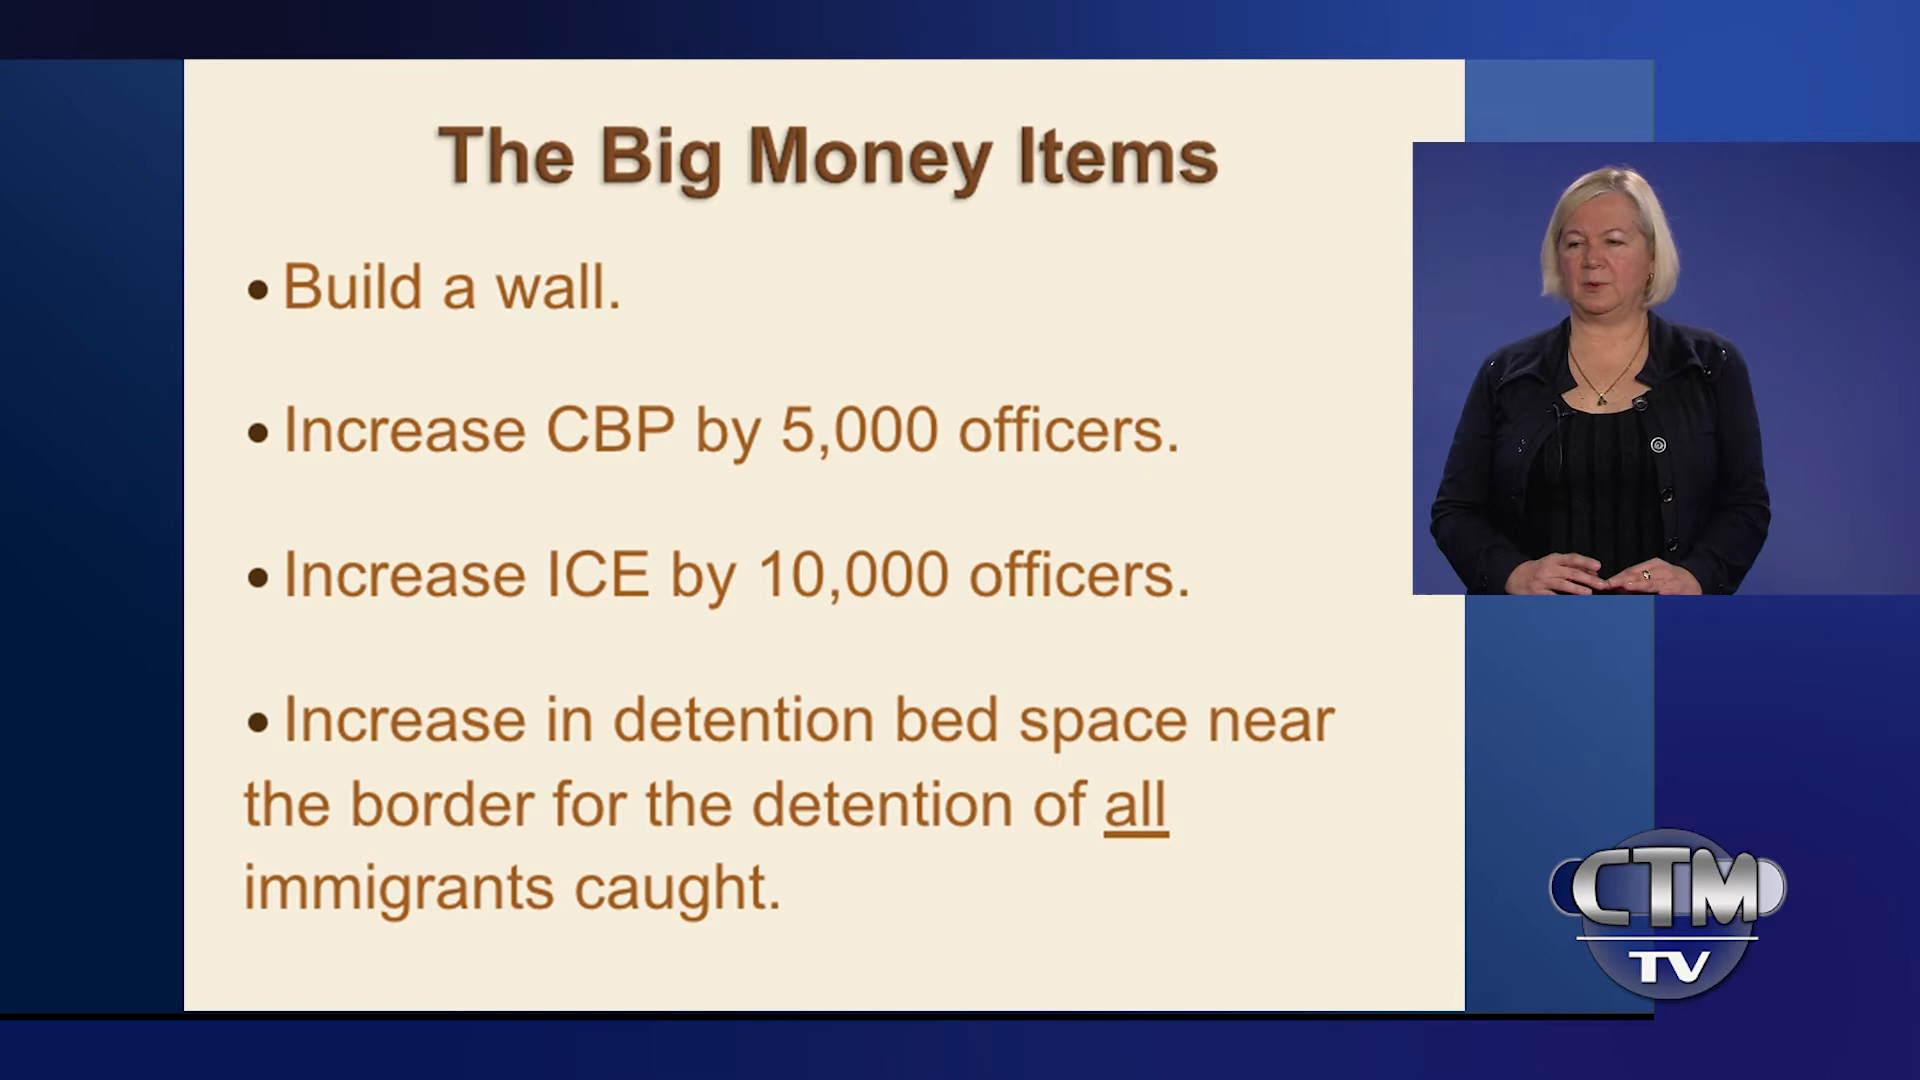 The Big Money Items
• Build a wall.
• Increase CBP by 5,000 officers.
• Increase ICE by 10,000 officers.
• Increase in detention bed space near
the border for the detention of all
immigrants caught.
CTM
TV